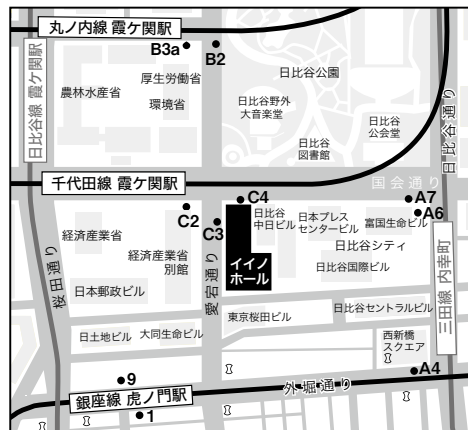 丸ノ内線 霞ケ関駅
B3a
B2
日比谷線 霞ケ関駅
農林水産省
厚生労働省
環境省
日比谷公園
日比谷野外
大音楽堂
日比谷
図書館
日比谷
公会堂
日比谷通り
千代田線 霞ケ関駅
国会通り
C4
A7
A6
C2
C3
日比谷
中日ビル
日本プレス
センタービル
富国生命ビル
経済産業省
経済産業省
別館
日比谷シティ
イイノ
ホール
日比谷国際ビル
桜田通り
愛宕通り
三田線 内幸町
日本郵政ビル
日比谷セントラルビル
東京桜田ビル
日土地ビル
大同生命ビル
西新橋
スクエア
9
A4
外堀通り
銀座線 虎ノ門駅
1